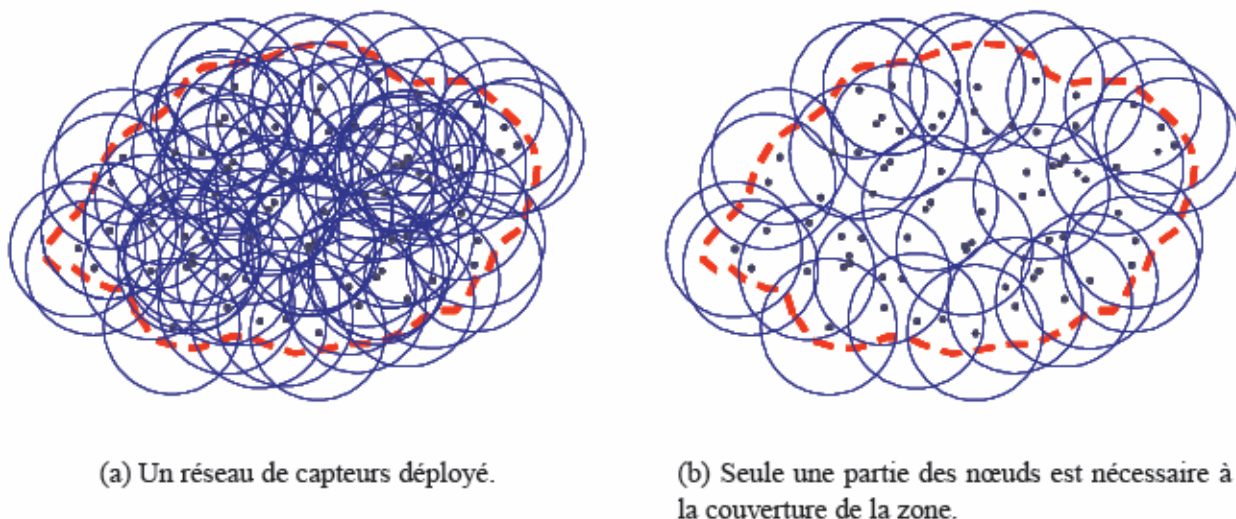 (a) Un réseau de capteurs déployé.
(b) Seule une partie des nœuds est nécessaire à
la couverture de la zone.